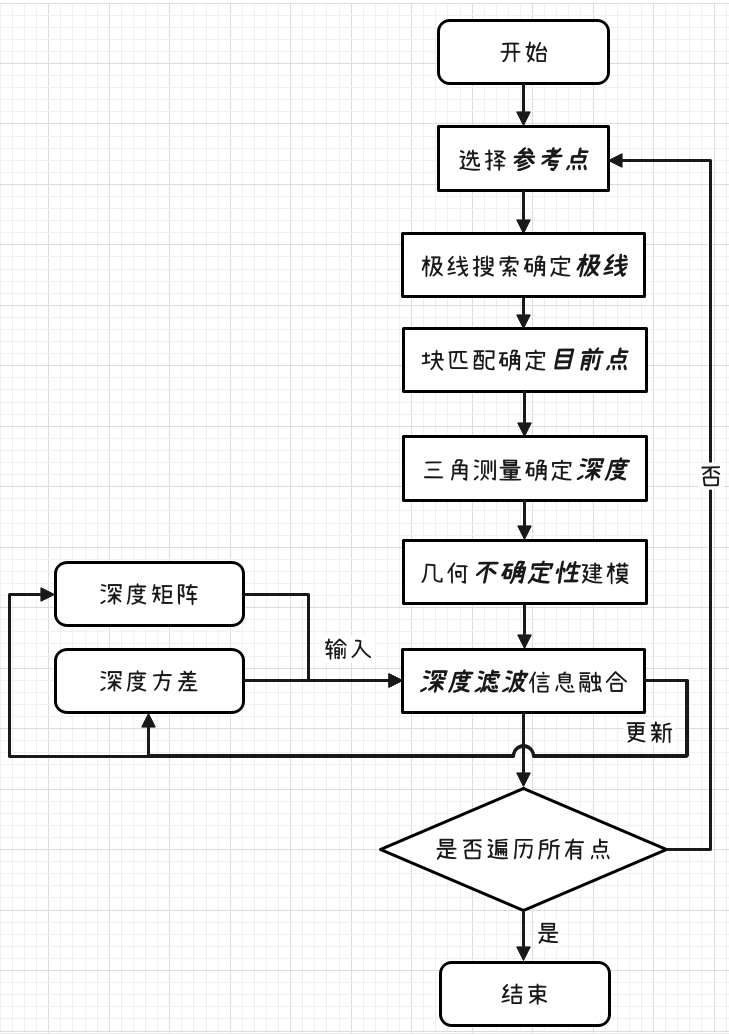 开始
选择参考点
极线搜索确定极线
块匹配确定目前点
三角测量确定深度
否
几何不确定性建模
深度矩阵
输入
深度方差
深度滤波信息融合
更新
是否遍历所有点
是
结束